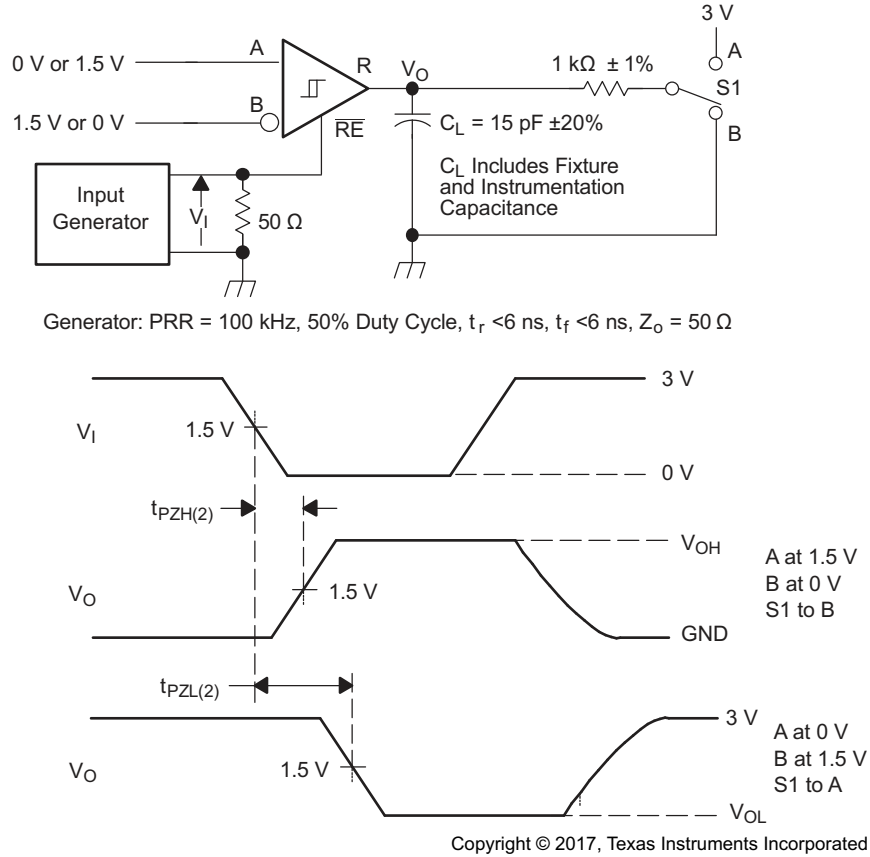 3 V
A
0 V or 1.5 V
A
R
V_O
1 kΩ ± 1%
S1
B
1.5 V or 0 V
B
RE
C_L = 15 pF ±20%
C_L Includes Fixture
and Instrumentation
Capacitance
Input
Generator
V_I
50 Ω
Generator: PRR = 100 kHz, 50% Duty Cycle, t_r <6 ns, t_f <6 ns, Z_o = 50 Ω
3 V
V_I
1.5 V
0 V
t_PZH(2)
V_OH
A at 1.5 V
B at 0 V
S1 to B
V_O
1.5 V
GND
t_PZL(2)
3 V
A at 0 V
B at 1.5 V
S1 to A
V_O
1.5 V
V_OL
Copyright © 2017, Texas Instruments Incorporated